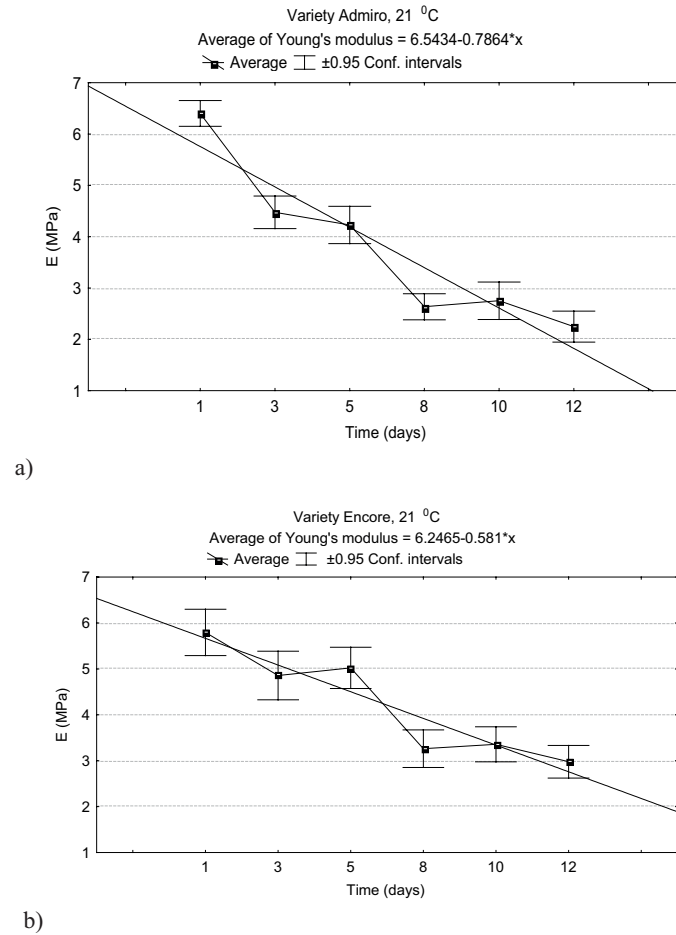 Variety Admiro, 21 ⁰C
Average of Young's modulus = 6.5434-0.7864*x
Average ±0.95 Conf. intervals
7
6
5
4
3
2
1
E (MPa)
1 3 5 8 10 12
Time (days)
a)
Variety Encore, 21 ⁰C
Average of Young's modulus = 6.2465-0.581*x
Average ±0.95 Conf. intervals
7
6
5
4
3
2
1
E (MPa)
1 3 5 8 10 12
Time (days)
b)